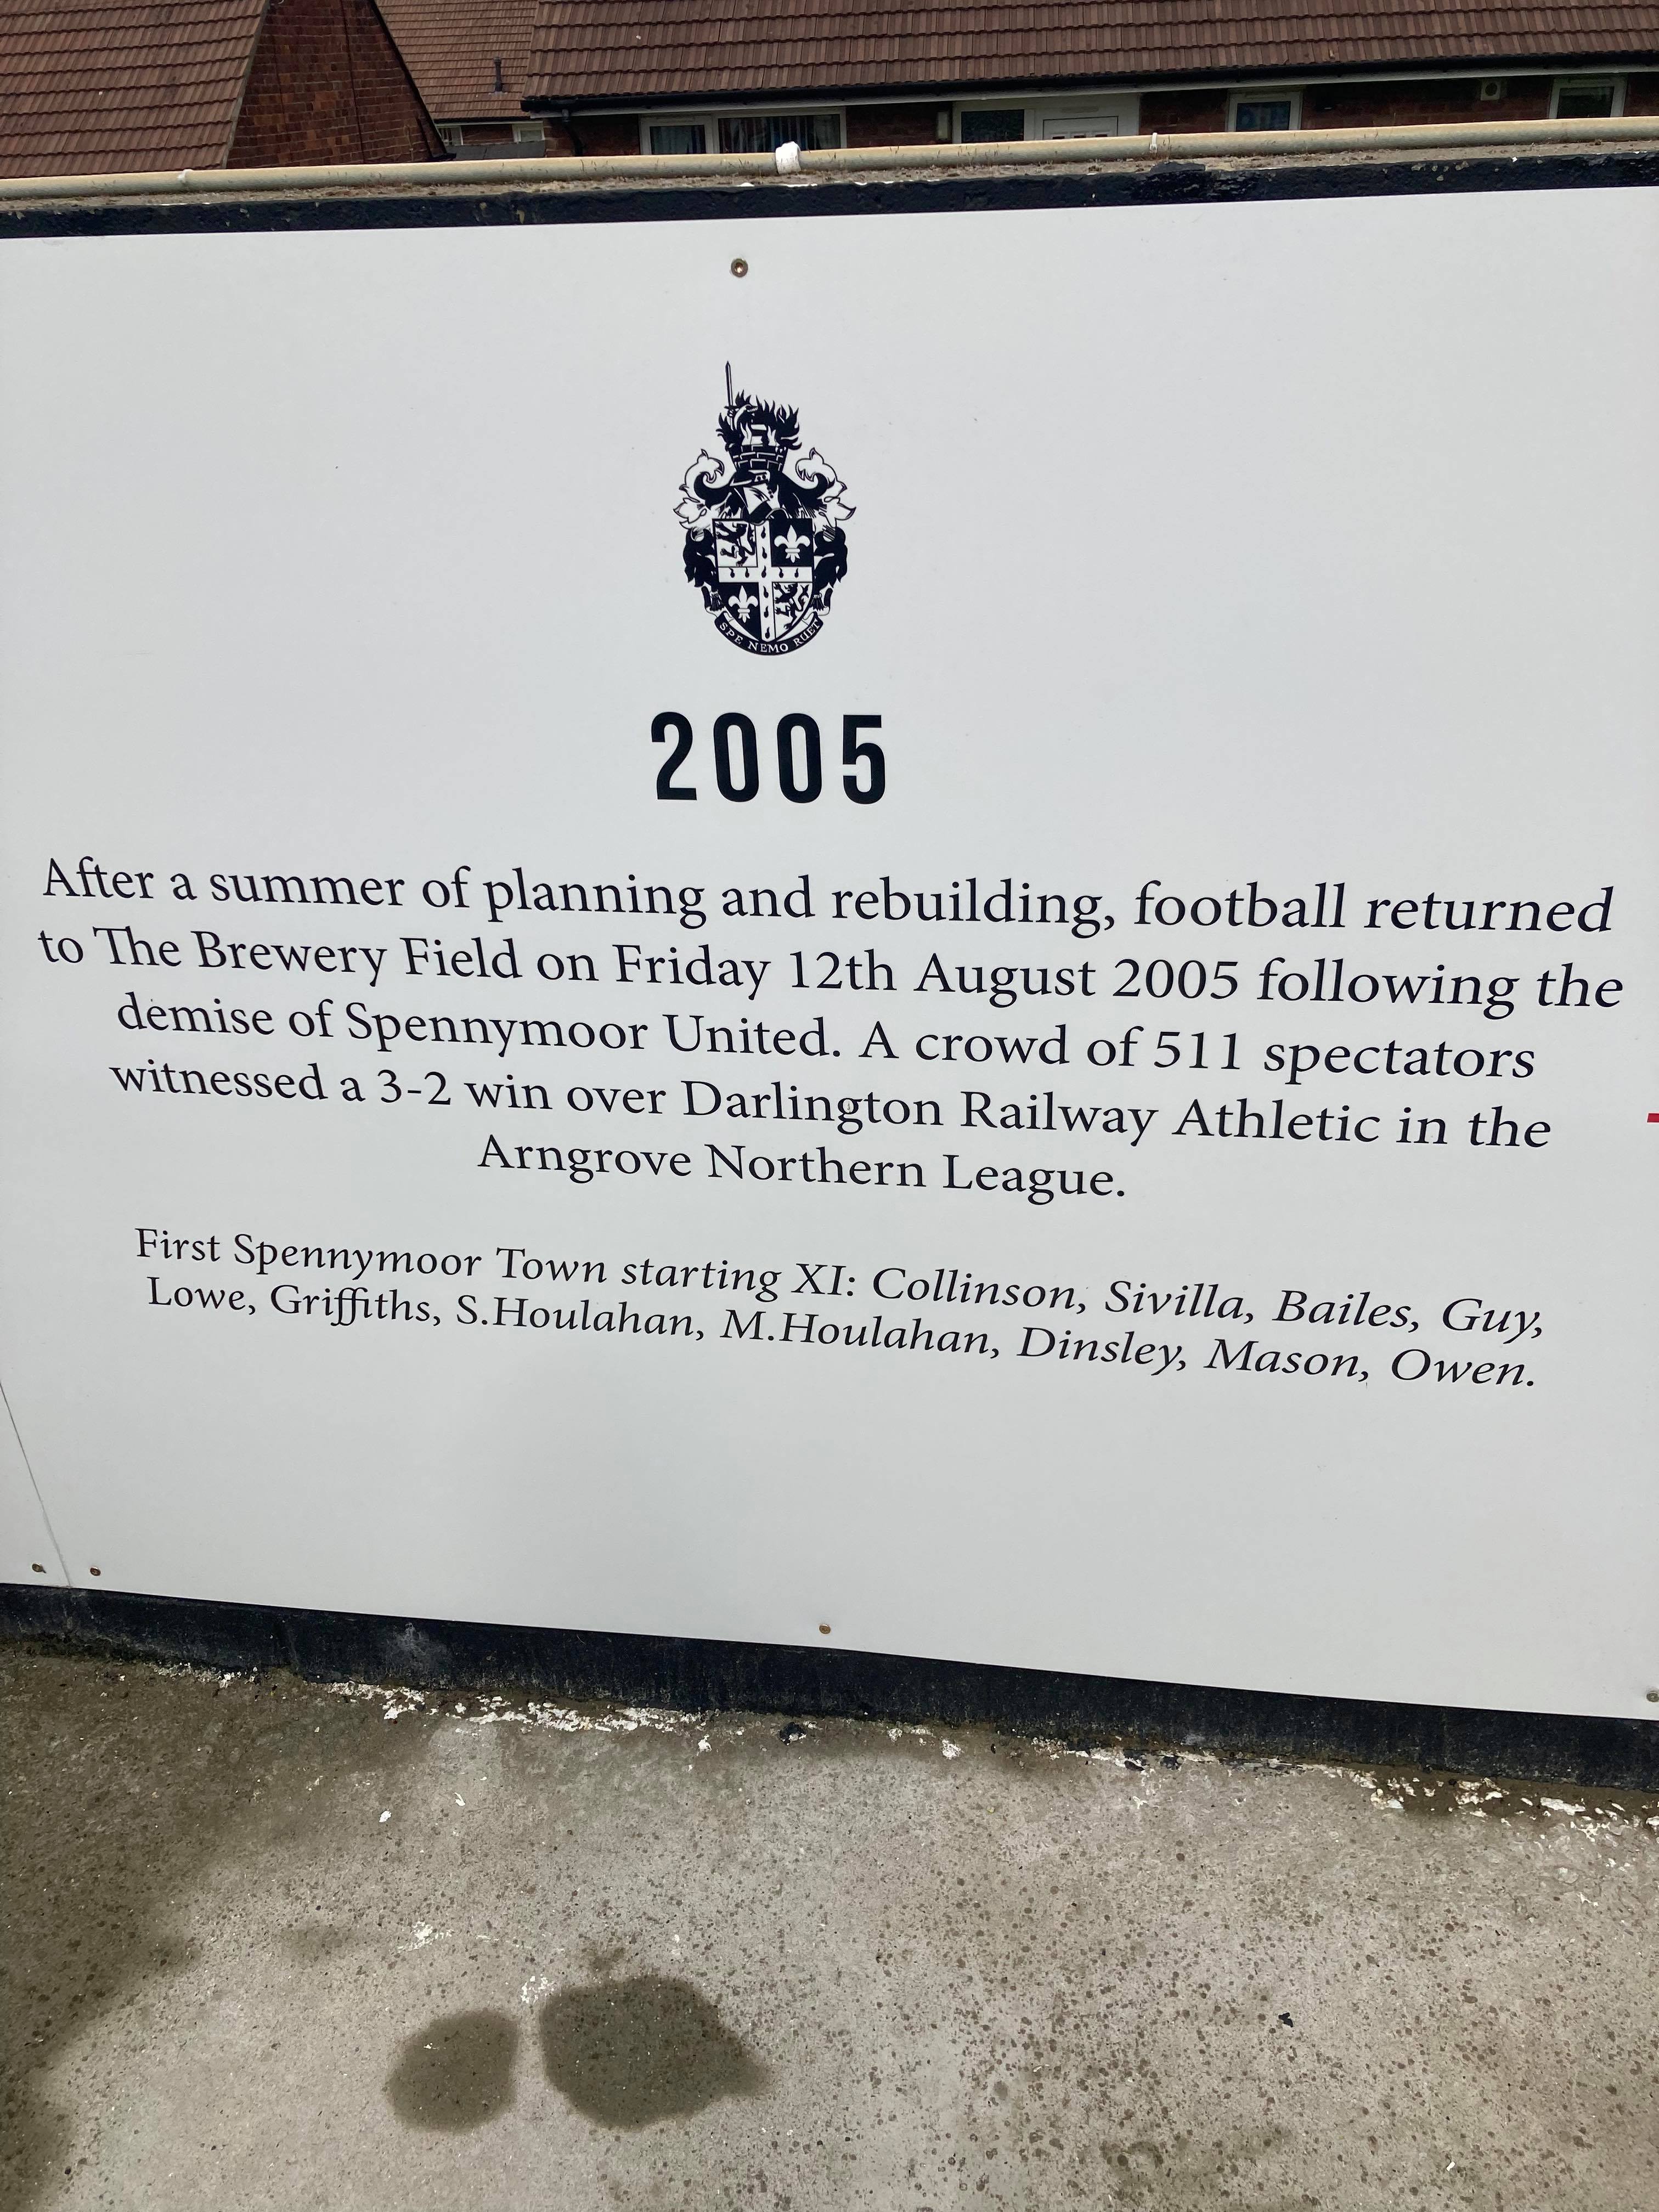 SPE NEMO RUET
2005
After a summer of planning and rebuilding, football returned
to The Brewery Field on Friday 12th August 2005 following the
demise of Spennymoor United. A crowd of 511 spectators
witnessed a 3-2 win over Darlington Railway Athletic in the
Arngrove Northern League.
First Spennymoor Town starting XI: Collinson, Sivilla, Bailes, Guy,
Lowe, Griffiths, S.Houlahan, M.Houlahan, Dinsley, Mason, Owen.